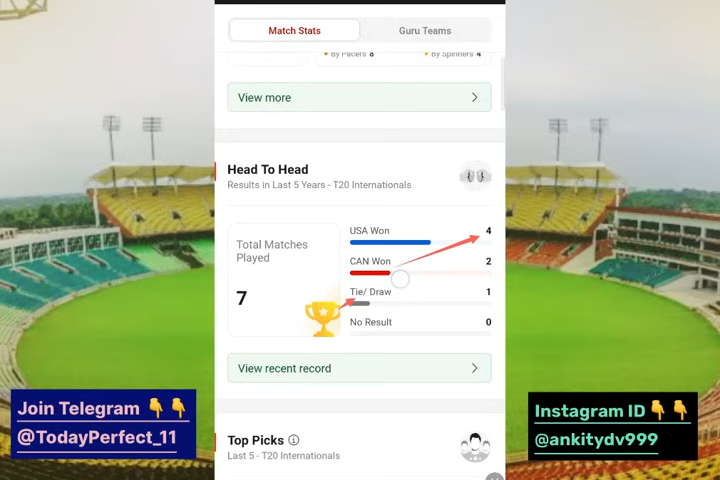 Match Stats
Guru Teams
By Pacers 8
By Spinners 4
View more
Head To Head
Results in Last 5 Years - T20 Internationals
Total Matches
Played
7
USA Won 4
CAN Won 2
Tie/ Draw 1
No Result 0
View recent record
Top Picks
Last 5 - T20 Internationals
Join Telegram 👇👇
@TodayPerfect_11
Instagram ID👇👇
@ankitydv999